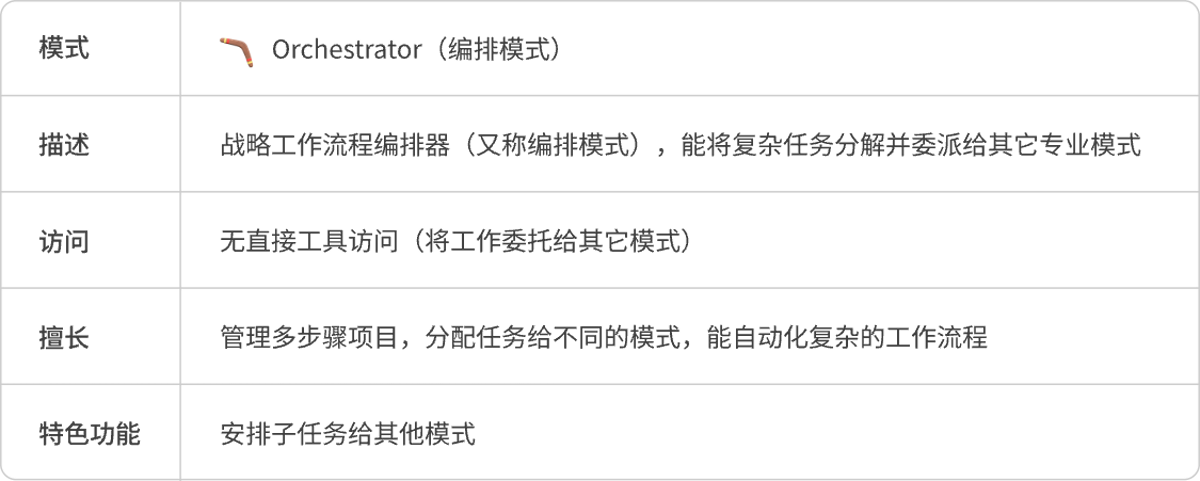 模式
🪃 Orchestrator（编排模式）
描述
战略工作流程编排器（又称编排模式），能将复杂任务分解并委派给其它专业模式
访问
无直接工具访问（将工作委托给其它模式）
擅长
管理多步骤项目，分配任务给不同的模式，能自动化复杂的工作流程
特色功能
安排子任务给其他模式